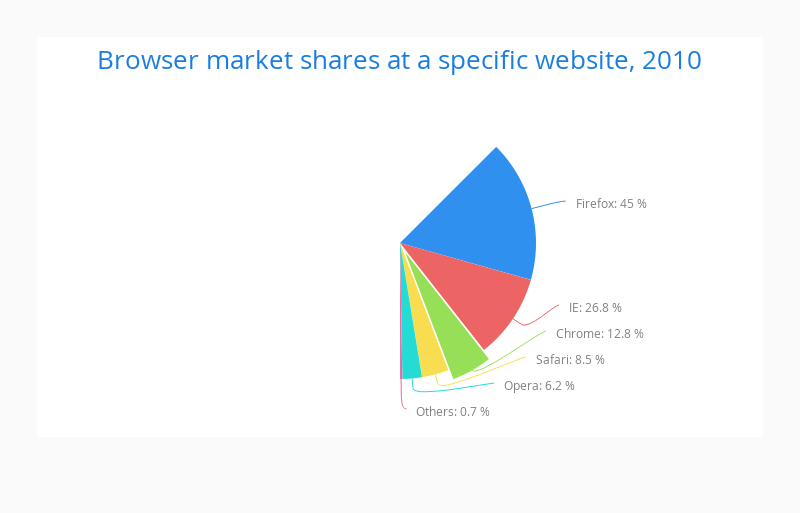 Browser market shares at a specific website, 2010
Firefox: 45 %
IE: 26.8 %
Chrome: 12.8 %
Safari: 8.5 %
Opera: 6.2 %
Others: 0.7 %